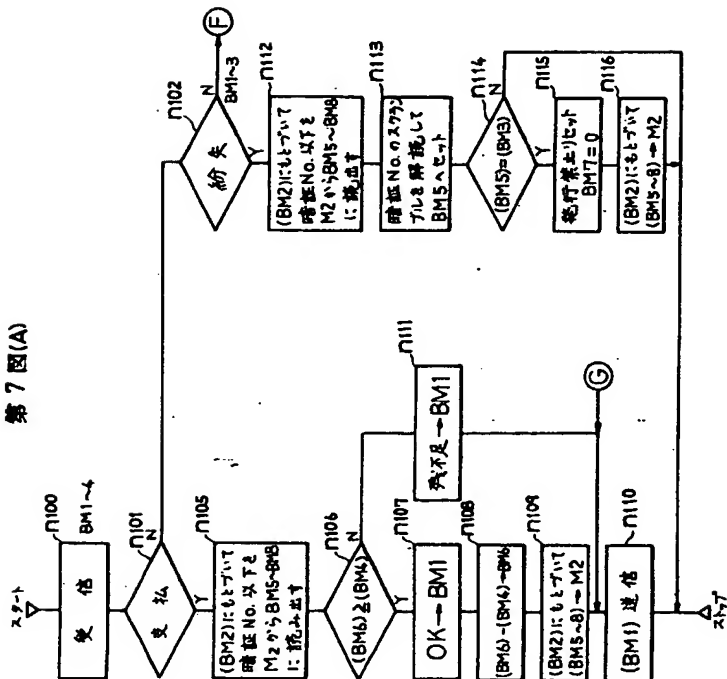 第7図(A)
スタート
n100
受信
BM1~4
n101
支払
N
Y
n105
(BM2)にもとづいて
暗証No.以下を
M2からBM5~BM8
に読み出す
n106
(BM6)≧(BM4)
N
Y
n107
OK→BM1
n108
(BM6)-(BM4)→BM6
n109
(BM2)にもとづいて
(BM5~8)→M2
n110
(BM1)送信
ストップ
n111
残不足→BM1
G
n102
紛失
N
BM1~3
F
Y
n112
(BM2)にもとづいて
暗証No.以下を
M2からBM5~BM8
に読出す
n113
暗証No.のスクラン
ブルを解読して
BM5へセット
n114
(BM5)=(BM3)
N
Y
n115
発行禁止リセット
BM7=0
n116
(BM2)にもとづいて
(BM5~8)→M2